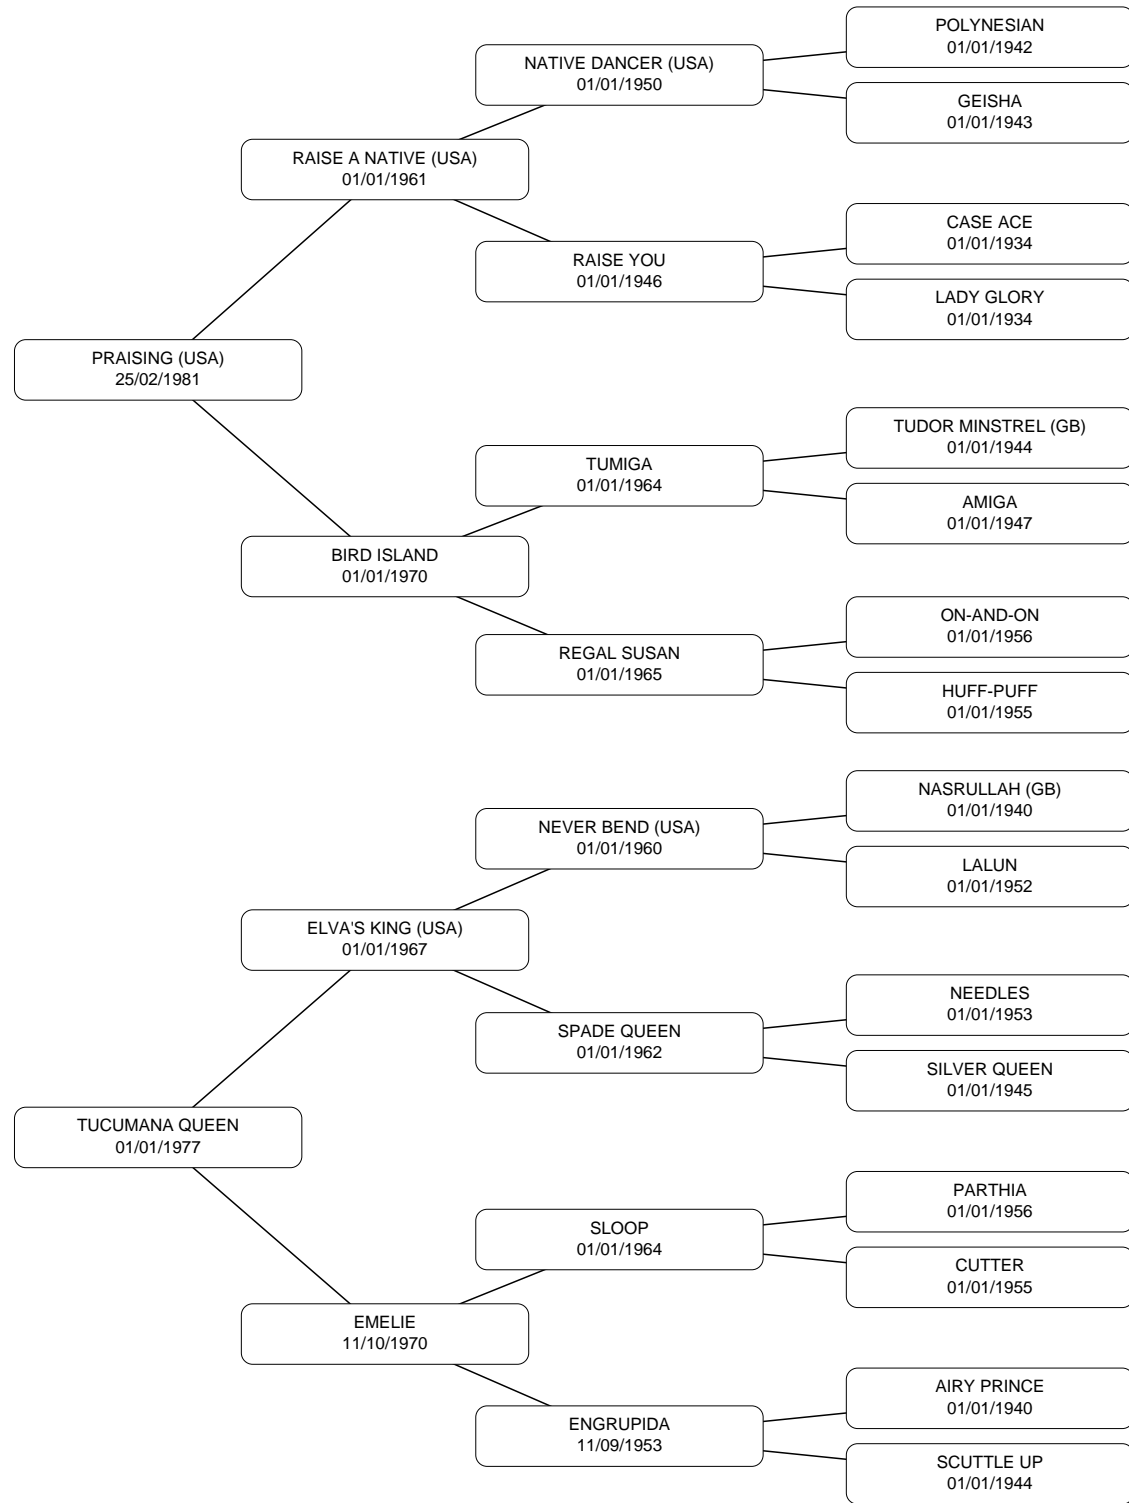 POLYNESIAN
01/01/1942
NATIVE DANCER (USA)
01/01/1950
GEISHA
01/01/1943
RAISE A NATIVE (USA)
01/01/1961
CASE ACE
01/01/1934
RAISE YOU
01/01/1946
LADY GLORY
01/01/1934
PRAISING (USA)
25/02/1981
TUDOR MINSTREL (GB)
01/01/1944
TUMIGA
01/01/1964
AMIGA
01/01/1947
BIRD ISLAND
01/01/1970
ON-AND-ON
01/01/1956
REGAL SUSAN
01/01/1965
HUFF-PUFF
01/01/1955
NASRULLAH (GB)
01/01/1940
NEVER BEND (USA)
01/01/1960
LALUN
01/01/1952
ELVA'S KING (USA)
01/01/1967
NEEDLES
01/01/1953
SPADE QUEEN
01/01/1962
SILVER QUEEN
01/01/1945
TUCUMANA QUEEN
01/01/1977
PARTHIA
01/01/1956
SLOOP
01/01/1964
CUTTER
01/01/1955
EMELIE
11/10/1970
AIRY PRINCE
01/01/1940
ENGRUPIDA
11/09/1953
SCUTTLE UP
01/01/1944